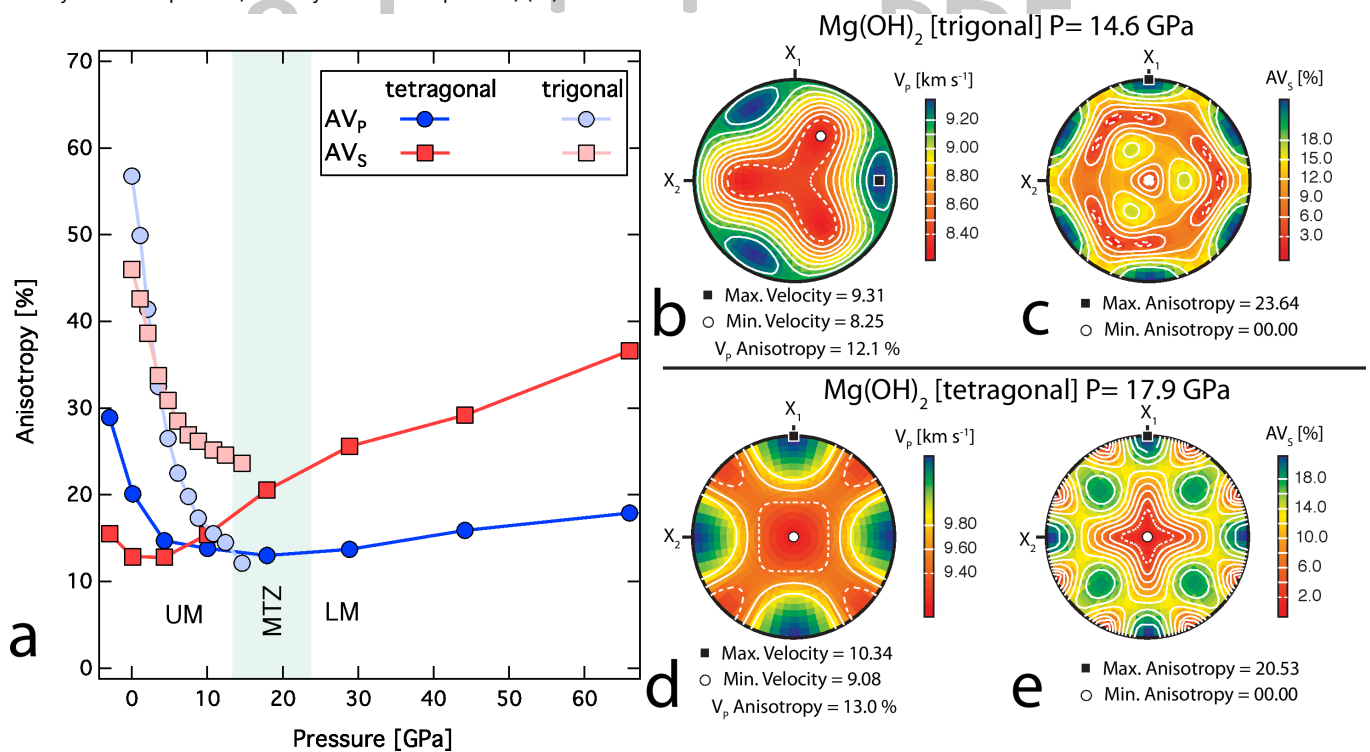 Mg(OH)2 [trigonal] P= 14.6 GPa
70
60
50
40
30
20
10
0
Anisotropy [%]
tetragonal trigonal
AVP
AVS
UM
MTZ
LM
a
0 10 20 30 40 50 60
Pressure [GPa]
X1
X2
VP [km s-1]
9.20
9.00
8.80
8.60
8.40
b
Max. Velocity = 9.31
Min. Velocity = 8.25
VP Anisotropy = 12.1 %
X1
X2
AVS [%]
18.0
15.0
12.0
9.0
6.0
3.0
c
Max. Anisotropy = 23.64
Min. Anisotropy = 00.00
Mg(OH)2 [tetragonal] P= 17.9 GPa
X1
X2
VP [km s-1]
9.80
9.60
9.40
d
Max. Velocity = 10.34
Min. Velocity = 9.08
VP Anisotropy = 13.0 %
X1
X2
AVS [%]
18.0
14.0
10.0
6.0
2.0
e
Max. Anisotropy = 20.53
Min. Anisotropy = 00.00